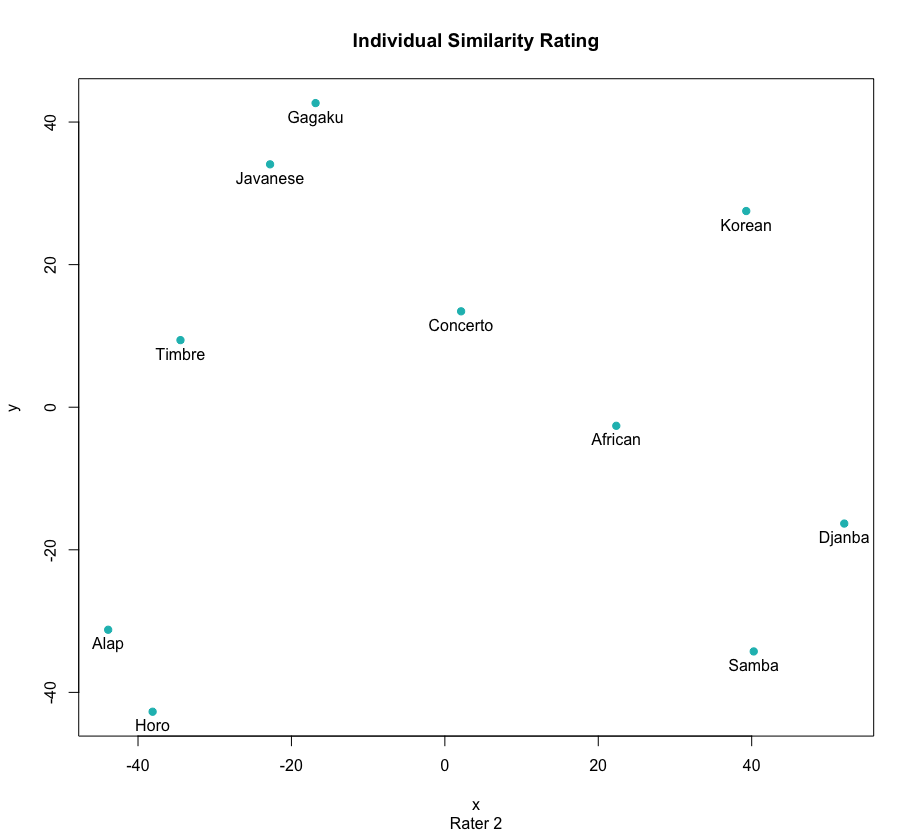 Individual Similarity Rating
Gagaku
Javanese
Korean
Concerto
Timbre
African
Djanba
Alap
Samba
Horo
40
20
0
-20
-40
y
-40
-20
0
20
40
x
Rater 2